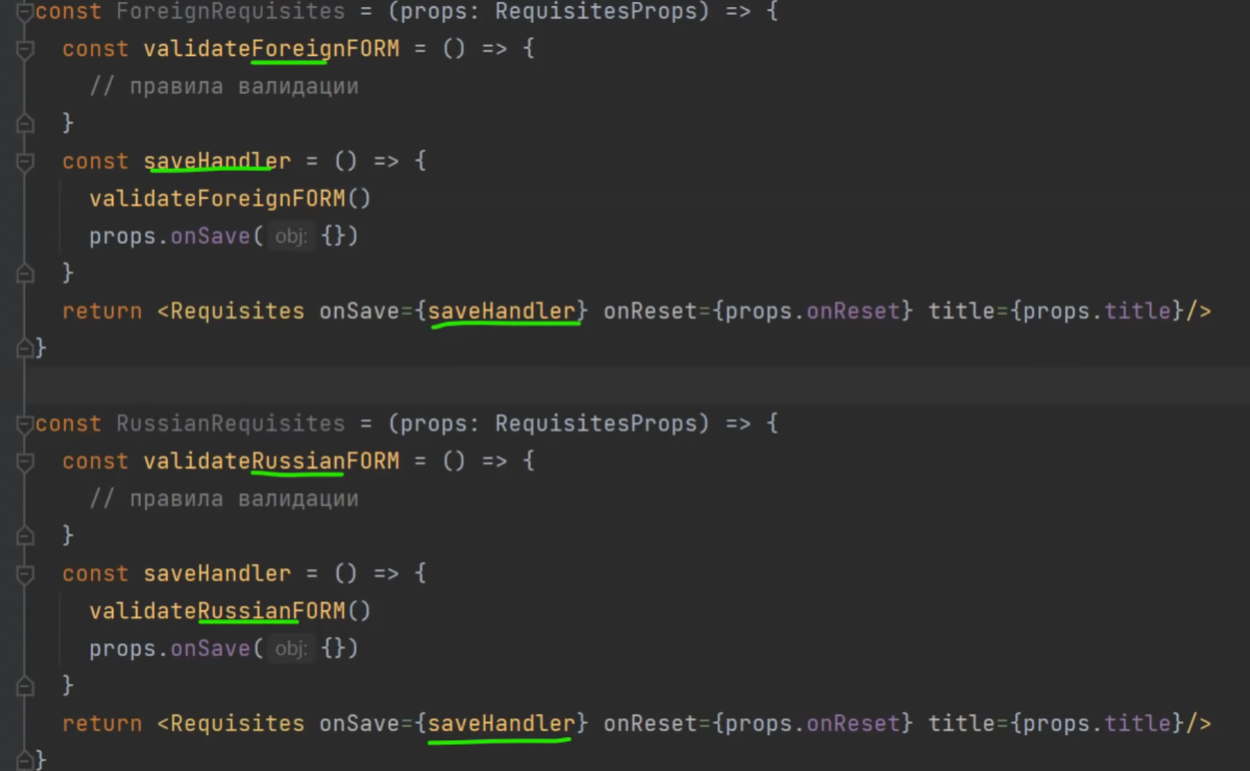 const ForeignRequisites = (props: RequisitesProps) => {
const validateForeignFORM = () => {
// правила валидации
}
const saveHandler = () => {
validateForeignFORM()
props.onSave( obj: {})
}
return <Requisites onSave={saveHandler} onReset={props.onReset} title={props.title}/>
}
const RussianRequisites = (props: RequisitesProps) => {
const validateRussianFORM = () => {
// правила валидации
}
const saveHandler = () => {
validateRussianFORM()
props.onSave( obj: {})
}
return <Requisites onSave={saveHandler} onReset={props.onReset} title={props.title}/>
}